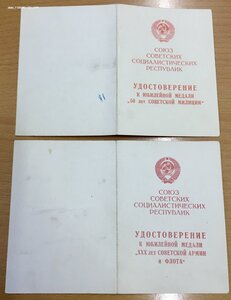 СОЮЗ
СОВЕТСКИХ
СОЦИАЛИСТИЧЕСКИХ
РЕСПУБЛИК
УДОСТОВЕРЕНИЕ
К ЮБИЛЕЙНОЙ МЕДАЛИ
„50 лет СОВЕТСКОЙ МИЛИЦИИ“
СОЮЗ
СОВЕТСКИХ
СОЦИАЛИСТИЧЕСКИХ
РЕСПУБЛИК
УДОСТОВЕРЕНИЕ
К ЮБИЛЕЙНОЙ МЕДАЛИ
„XXX лет СОВЕТСКОЙ АРМИИ
и ФЛОТА“